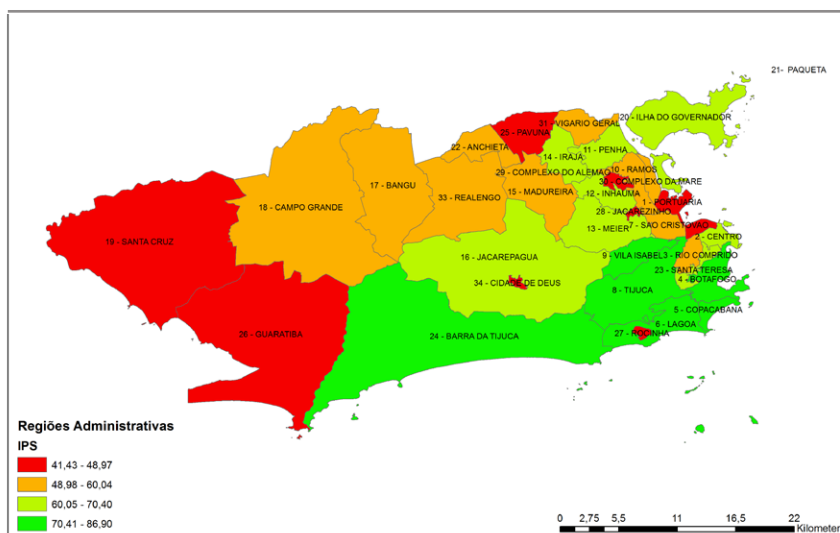 21- PAQUETA
20 - ILHA DO GOVERNADOR
31 - VIGARIO GERAL
25 - PAVUNA
22 - ANCHIETA
11 - PENHA
14 - IRAJA
10 - RAMOS
29 - COMPLEXO DO ALEMAO
30 - COMPLEXO DA MARE
17 - BANGU
12 - INHAUMA
15 - MADUREIRA
33 - REALENGO
1 - PORTUARIA
18 - CAMPO GRANDE
28 - JACAREZINHO
7 - SAO CRISTOVAO
13 - MEIER
2 - CENTRO
19 - SANTA CRUZ
16 - JACAREPAGUA
9 - VILA ISABEL
3 - RIO COMPRIDO
23 - SANTA TERESA
34 - CIDADE DE DEUS
4 - BOTAFOGO
8 - TIJUCA
5 - COPACABANA
6 - LAGOA
26 - GUARATIBA
24 - BARRA DA TIJUCA
27 - ROCINHA
Regiões Administrativas
IPS
41,43 - 48,97
48,98 - 60,04
60,05 - 70,40
70,41 - 86,90
0 2,75 5,5 11 16,5 22
Kilometer